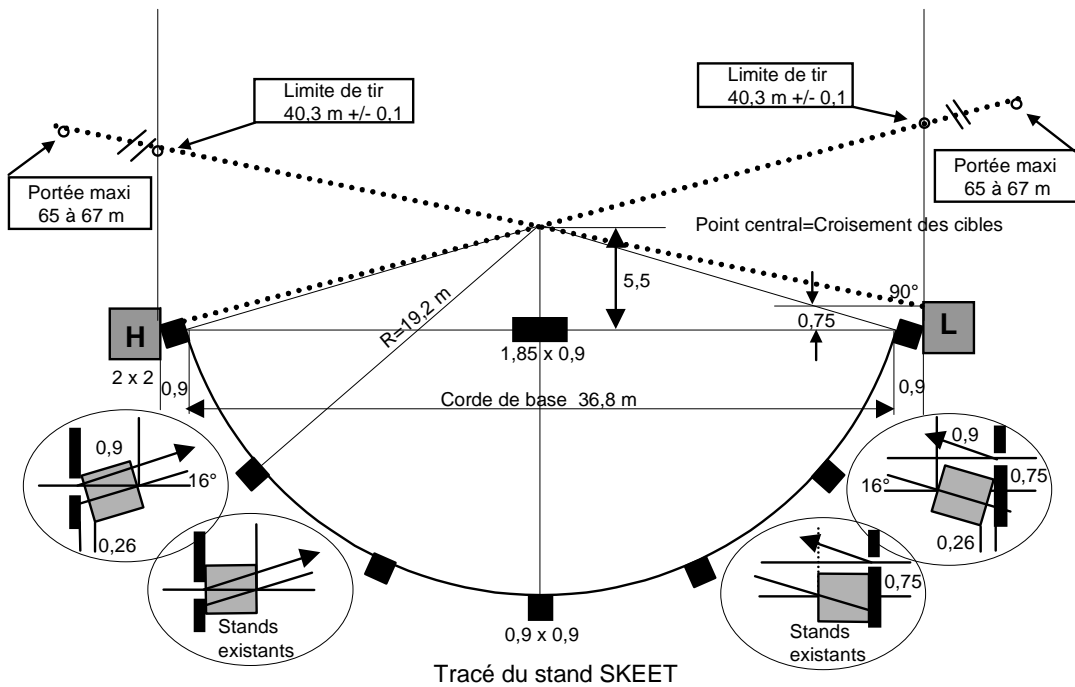 Limite de tir
40,3 m +/- 0,1
Limite de tir
40,3 m +/- 0,1
Portée maxi
65 à 67 m
Portée maxi
65 à 67 m
Point central=Croisement des cibles
5,5
90°
0,75
R=19,2 m
H
L
1,85 x 0,9
2 x 2
0,9
0,9
Corde de base 36,8 m
0,9
16°
0,26
0,9
0,75
16°
0,26
Stands
existants
0,75
Stands
existants
0,9 x 0,9
Tracé du stand SKEET